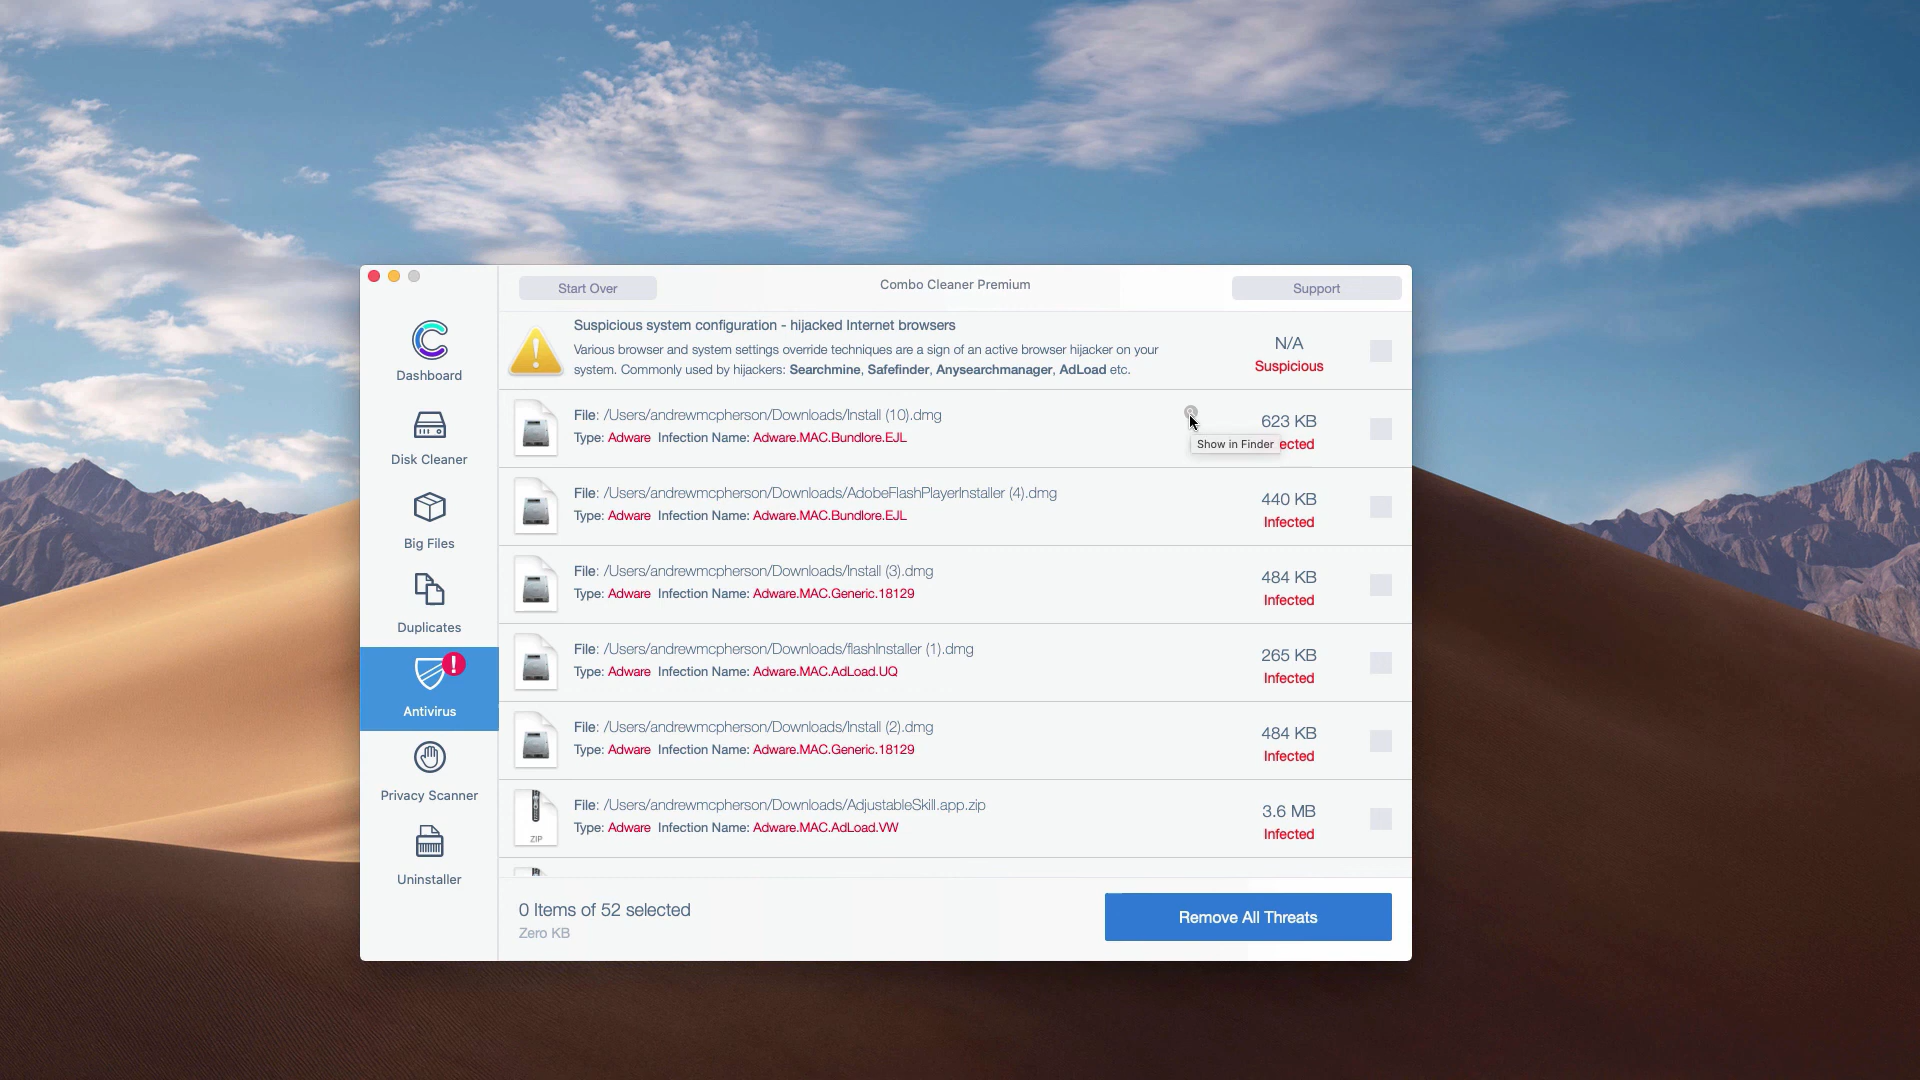 Start Over
Combo Cleaner Premium
Support
Dashboard
Disk Cleaner
Big Files
Duplicates
!
Antivirus
Privacy Scanner
Uninstaller
Suspicious system configuration - hijacked Internet browsers
Various browser and system settings override techniques are a sign of an active browser hijacker on your
system. Commonly used by hijackers: Searchmine, Safefinder, Anysearchmanager, AdLoad etc.
N/A
Suspicious
File: /Users/andrewmcpherson/Downloads/Install (10).dmg
Type: Adware Infection Name: Adware.MAC.Bundlore.EJL
623 KB
ected
Show in Finder
File: /Users/andrewmcpherson/Downloads/AdobeFlashPlayerInstaller (4).dmg
Type: Adware Infection Name: Adware.MAC.Bundlore.EJL
440 KB
Infected
File: /Users/andrewmcpherson/Downloads/Install (3).dmg
Type: Adware Infection Name: Adware.MAC.Generic.18129
484 KB
Infected
File: /Users/andrewmcpherson/Downloads/flashInstaller (1).dmg
Type: Adware Infection Name: Adware.MAC.AdLoad.UQ
265 KB
Infected
File: /Users/andrewmcpherson/Downloads/Install (2).dmg
Type: Adware Infection Name: Adware.MAC.Generic.18129
484 KB
Infected
ZIP
File: /Users/andrewmcpherson/Downloads/AdjustableSkill.app.zip
Type: Adware Infection Name: Adware.MAC.AdLoad.VW
3.6 MB
Infected
0 Items of 52 selected
Zero KB
Remove All Threats